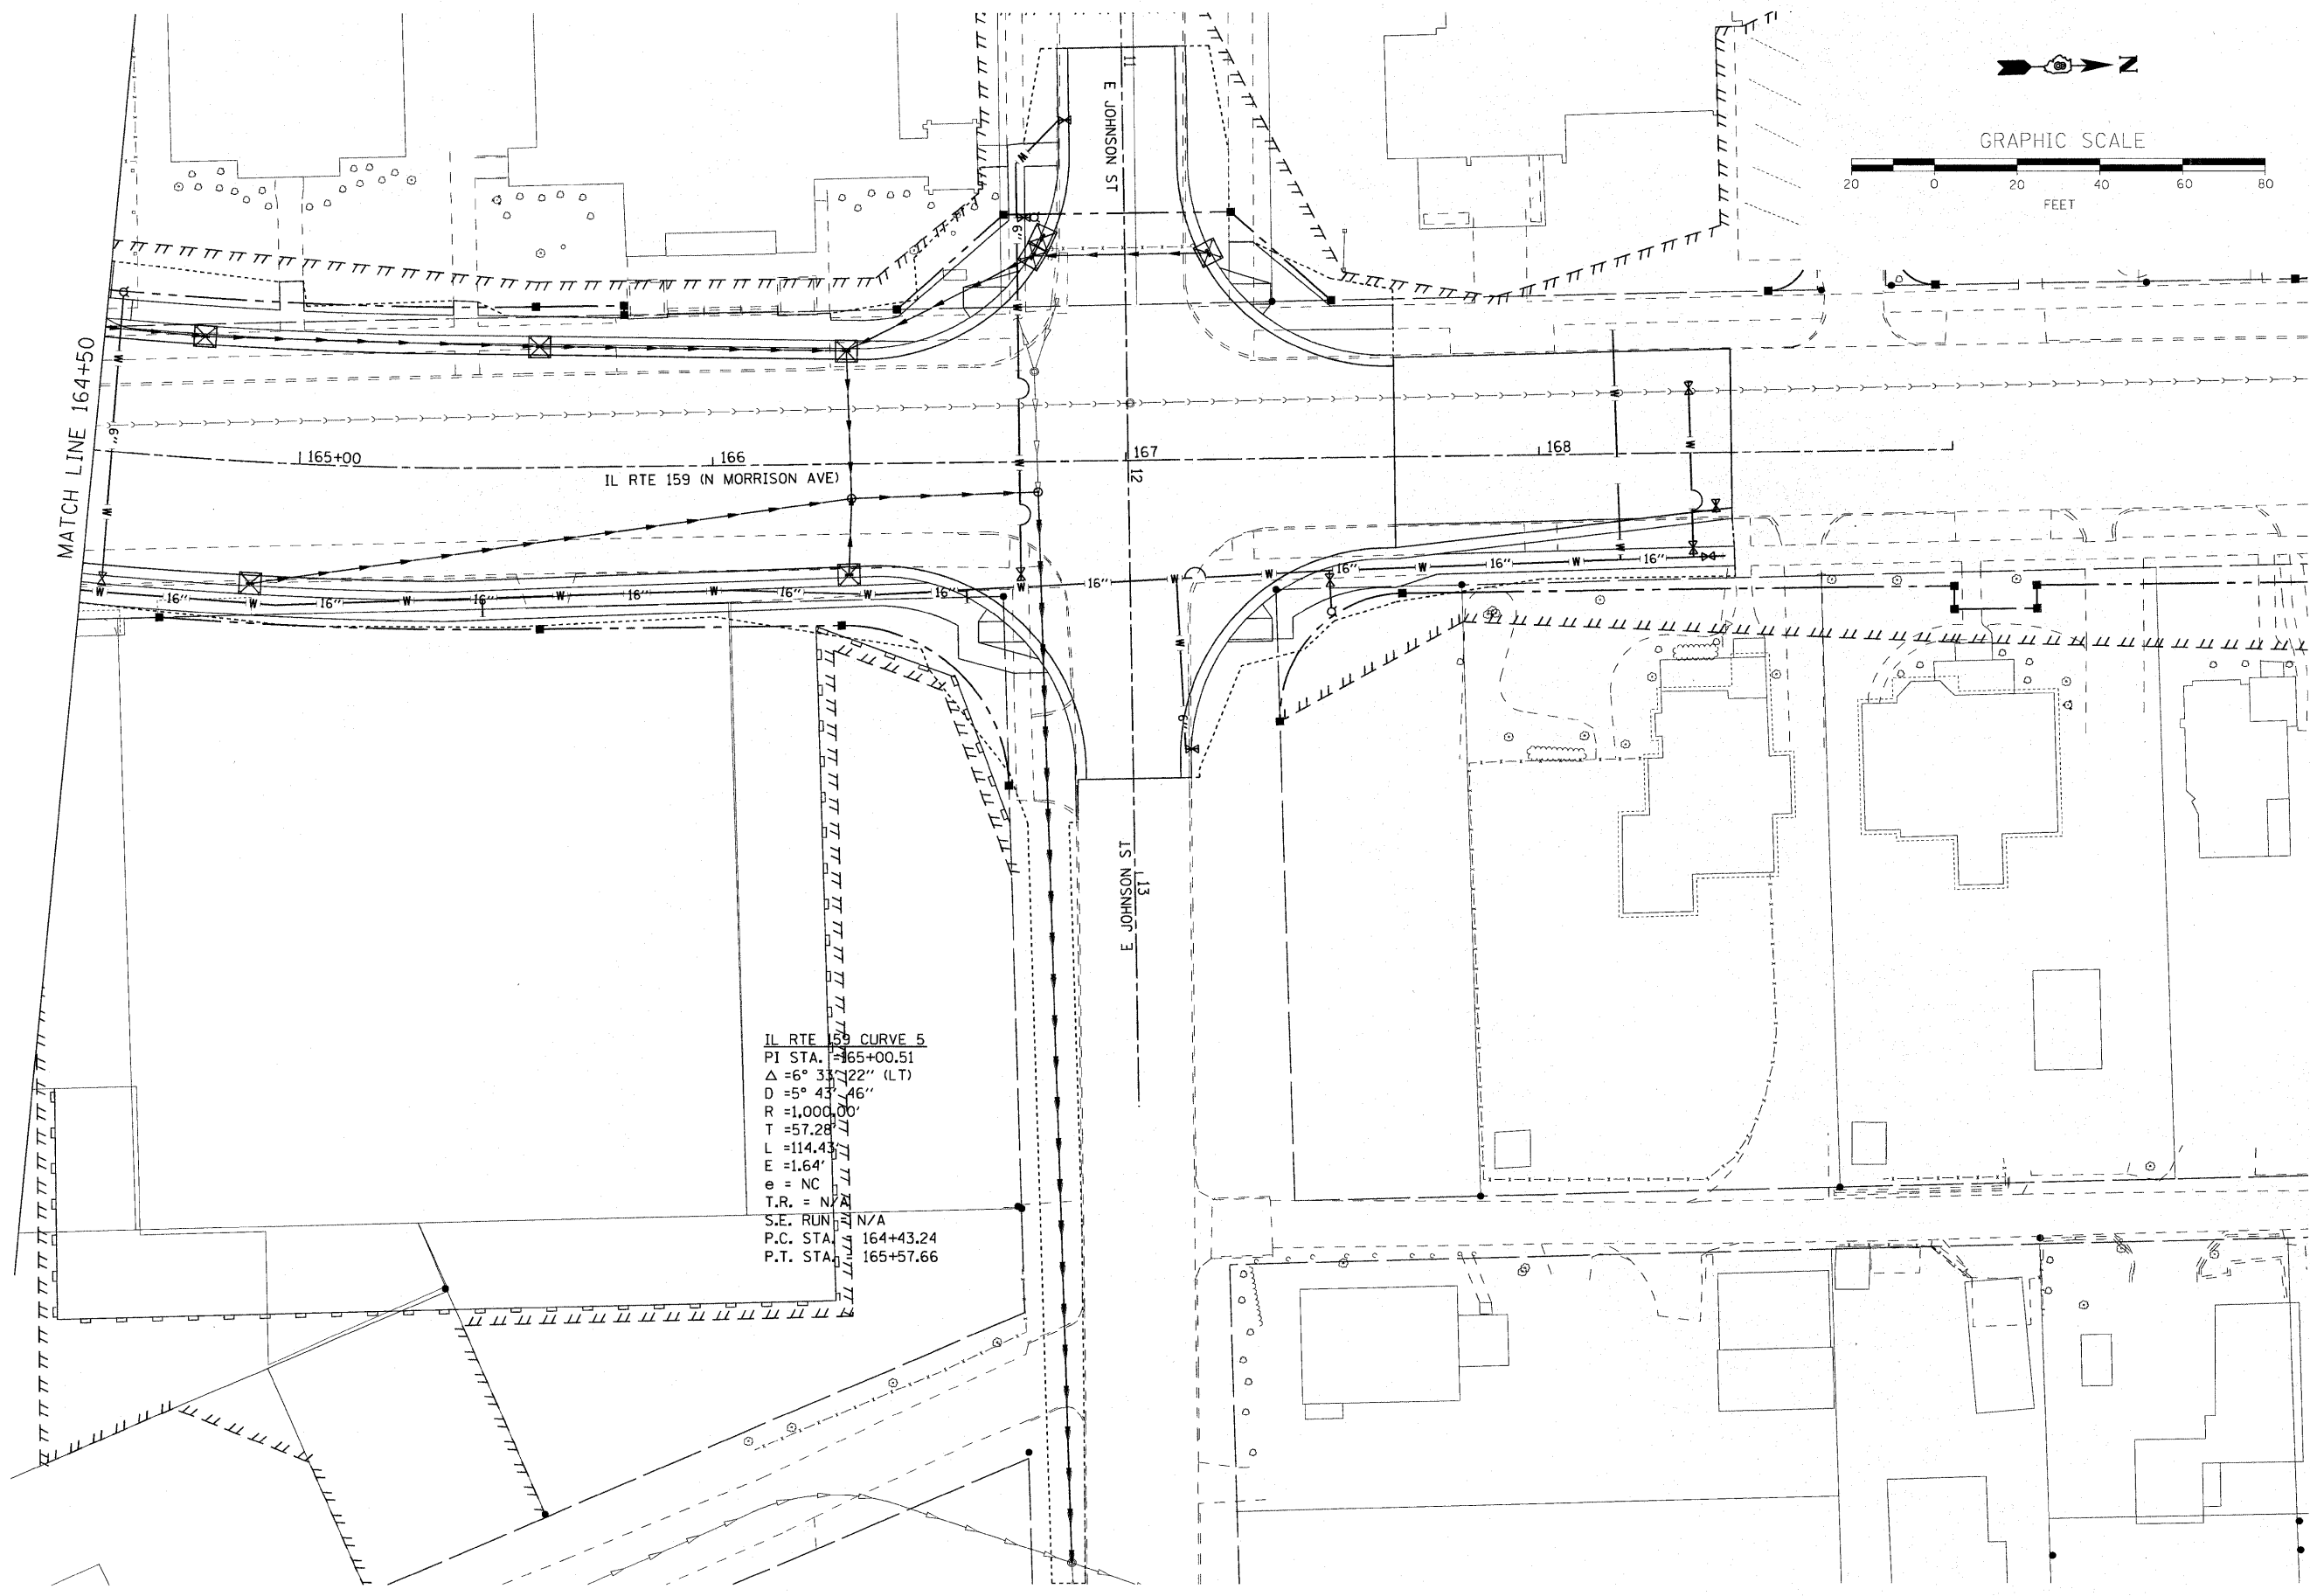 N
GRAPHIC SCALE
20 0 20 40 60 80
FEET
11
E JOHNSON ST
W
6"
W
MATCH LINE 164+50
W
6"
W
165+00
166
167
168
IL RTE 159 (N MORRISON AVE)
12
W
W
W
W
W
W
W 16" W 16" W 16" W 16" W 16" W 16" 16" W W 16" W 16" W 16"
W
6"
E JOHNSON ST
13
IL RTE 159 CURVE 5
PI STA. =165+00.51
Δ =6° 33' 22" (LT)
D =5° 43' 46"
R =1,000.00'
T =57.28'
L =114.43'
E =1.64'
e = NC
T.R. = N/A
S.E. RUN = N/A
P.C. STA. = 164+43.24
P.T. STA. = 165+57.66